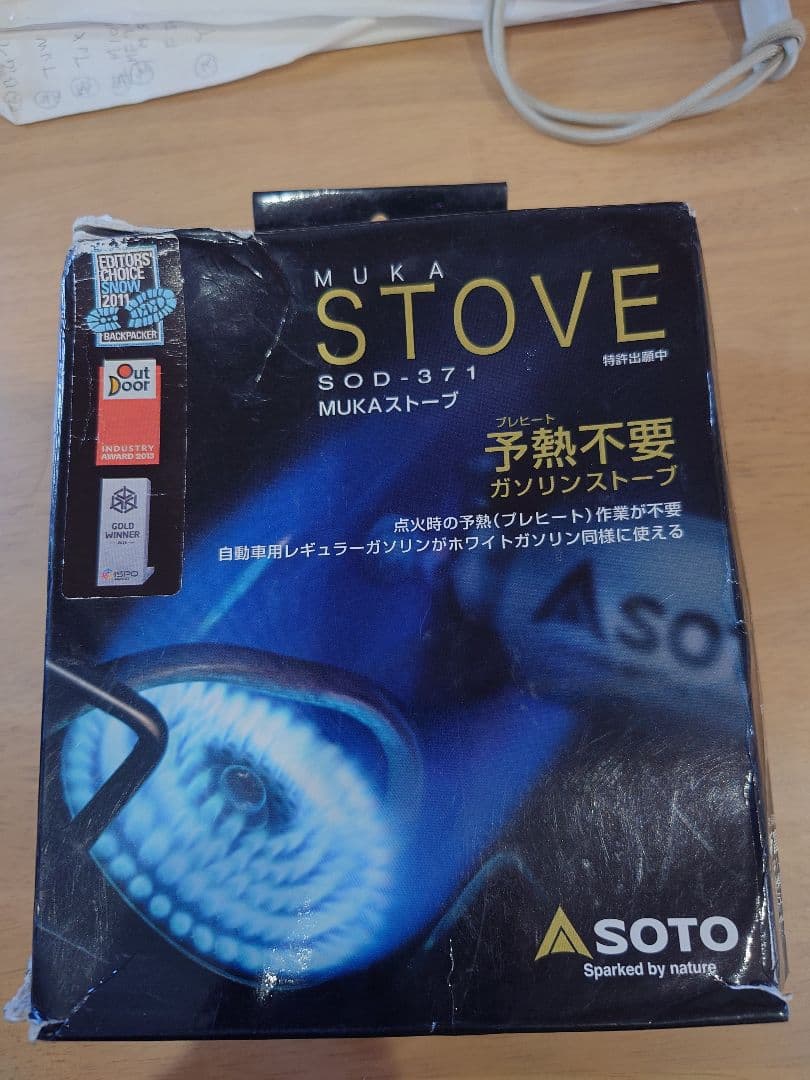 EDITORS'
CHOICE
SNOW
2011
BACKPACKER
Out
Door
INDUSTRY
AWARD 2013
GOLD
WINNER
ISPO
MUKA
STOVE
特許出願中
SOD-371
MUKAストーブ
プレヒート
予熱不要
ガソリンストーブ
点火時の予熱(プレヒート)作業が不要
自動車用レギュラーガソリンがホワイトガソリン同様に使える
SO
SOTO
Sparked by nature